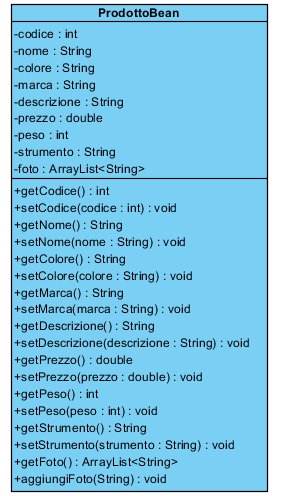 ProdottoBean
-codice : int
-nome : String
-colore : String
-marca : String
-descrizione : String
-prezzo : double
-peso : int
-strumento : String
-foto : ArrayList<String>
+getCodice() : int
+setCodice(codice : int) : void
+getNome() : String
+setNome(nome : String) : void
+getColore() : String
+setColore(colore : String) : void
+getMarca() : String
+setMarca(marca : String) : void
+getDescrizione() : String
+setDescrizione(descrizione : String) : void
+getPrezzo() : double
+setPrezzo(prezzo : double) : void
+getPeso() : int
+setPeso(peso : int) : void
+getStrumento() : String
+setStrumento(strumento : String) : void
+getFoto() : ArrayList<String>
+aggiungiFoto(String) : void